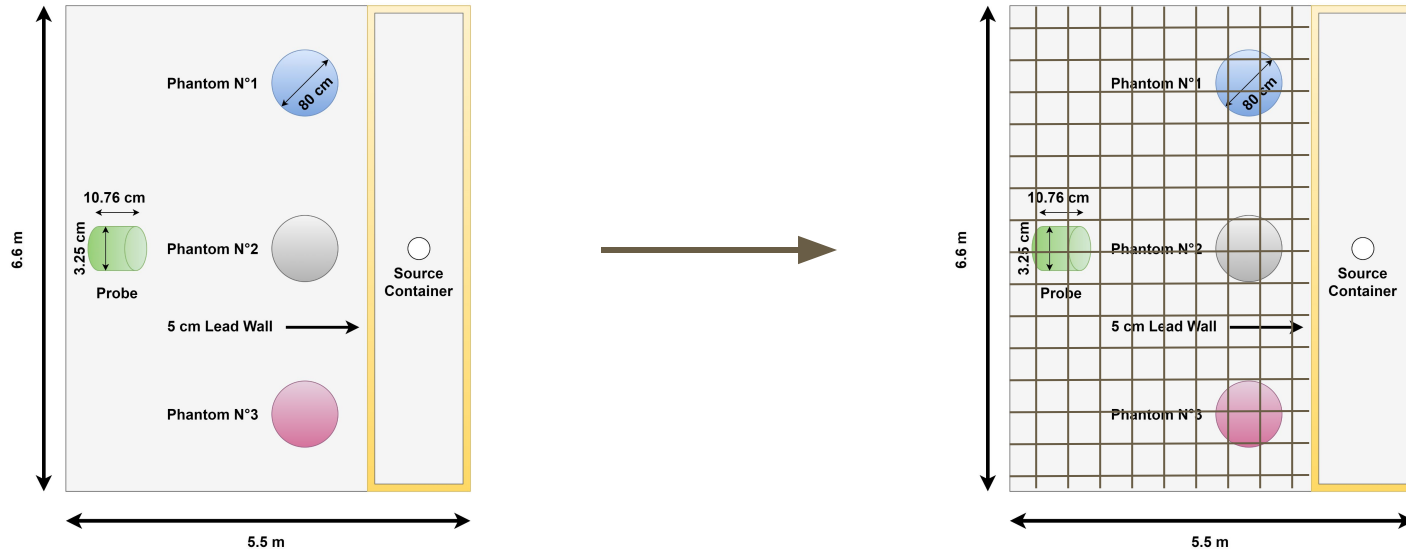 Phantom N°1
80 cm
10.76 cm
3.25 cm
Phantom N°2
Probe
Source
Container
5 cm Lead Wall
Phantom N°3
6.6 m
5.5 m
Phantom N°1
80 cm
10.76 cm
3.25 cm
Phantom N°2
Probe
Source
Container
5 cm Lead Wall
Phantom N°3
6.6 m
5.5 m